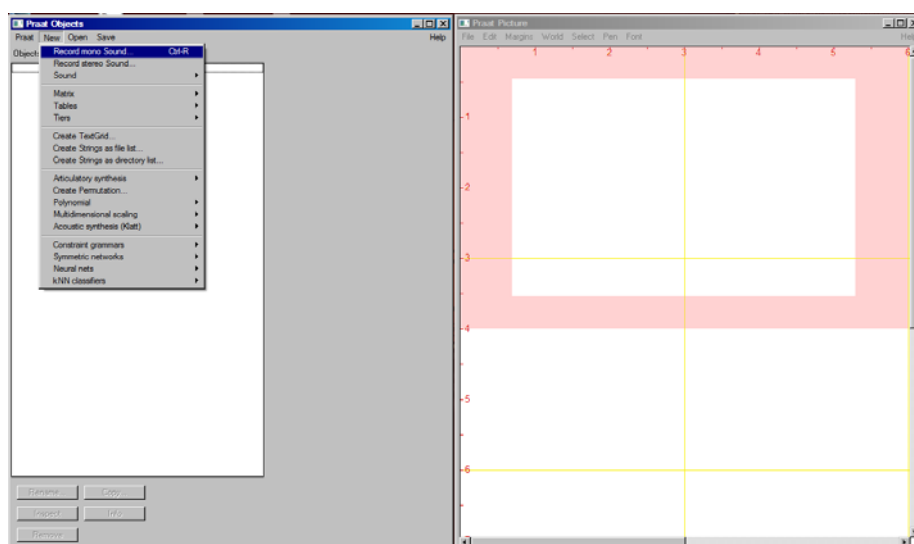 Praat Objects
Praat New Open Save Help
Objects
Record mono Sound... Ctrl-R
Record stereo Sound...
Sound
Matrix
Tables
Tiers
Create TextGrid...
Create Strings as file list...
Create Strings as directory list...
Articulatory synthesis
Create Permutation...
Polynomial
Multidimensional scaling
Acoustic synthesis (Klatt)
Constraint grammars
Symmetric networks
Neural nets
kNN classifiers
Rename... Copy...
Inspect Info
Remove
Praat Picture
File Edit Margins World Select Pen Font Hel
1 2 3 4 5 6
1
2
3
4
5
6